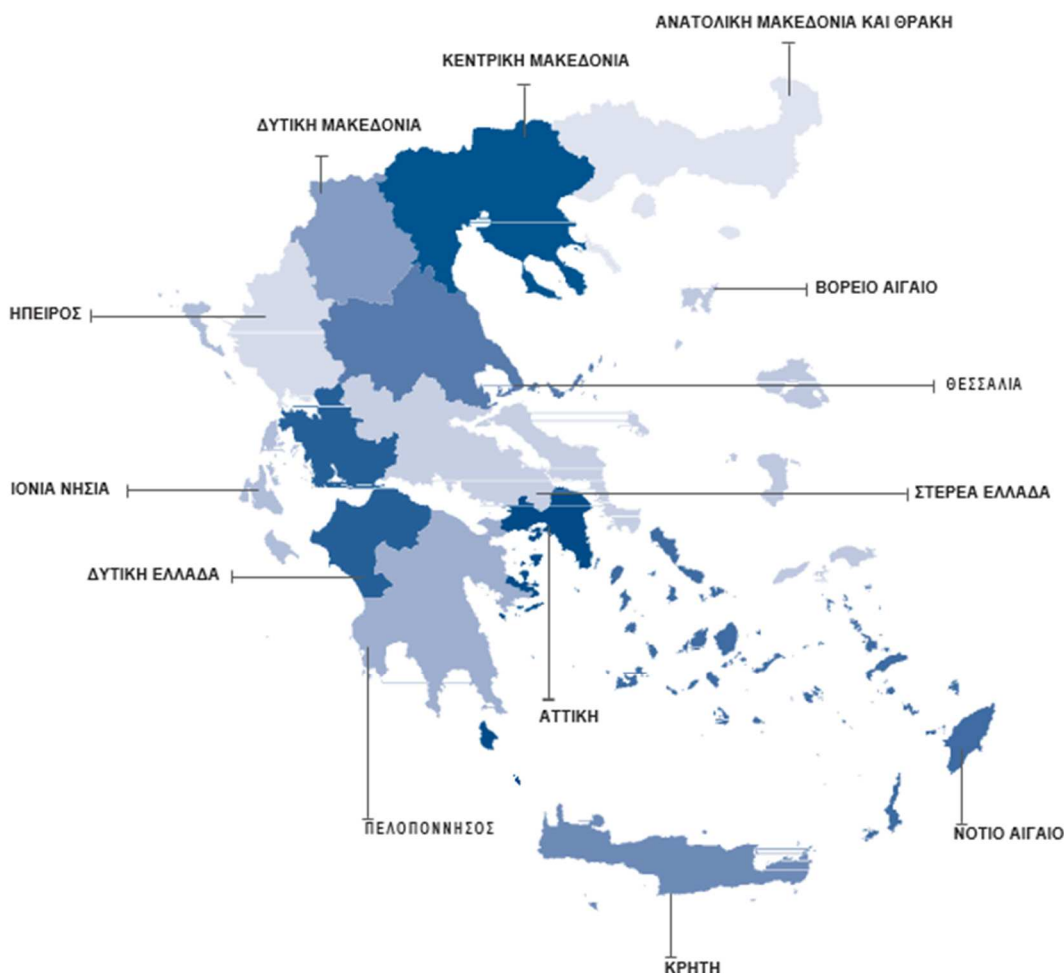 ΑΝΑΤΟΛΙΚΗ ΜΑΚΕΔΟΝΙΑ ΚΑΙ ΘΡΑΚΗ
ΚΕΝΤΡΙΚΗ ΜΑΚΕΔΟΝΙΑ
ΔΥΤΙΚΗ ΜΑΚΕΔΟΝΙΑ
ΒΟΡΕΙΟ ΑΙΓΑΙΟ
ΗΠΕΙΡΟΣ
ΘΕΣΣΑΛΙΑ
ΙΟΝΙΑ ΝΗΣΙΑ
ΣΤΕΡΕΑ ΕΛΛΑΔΑ
ΔΥΤΙΚΗ ΕΛΛΑΔΑ
ΑΤΤΙΚΗ
ΠΕΛΟΠΟΝΝΗΣΟΣ
ΝΟΤΙΟ ΑΙΓΑΙΟ
ΚΡΗΤΗ